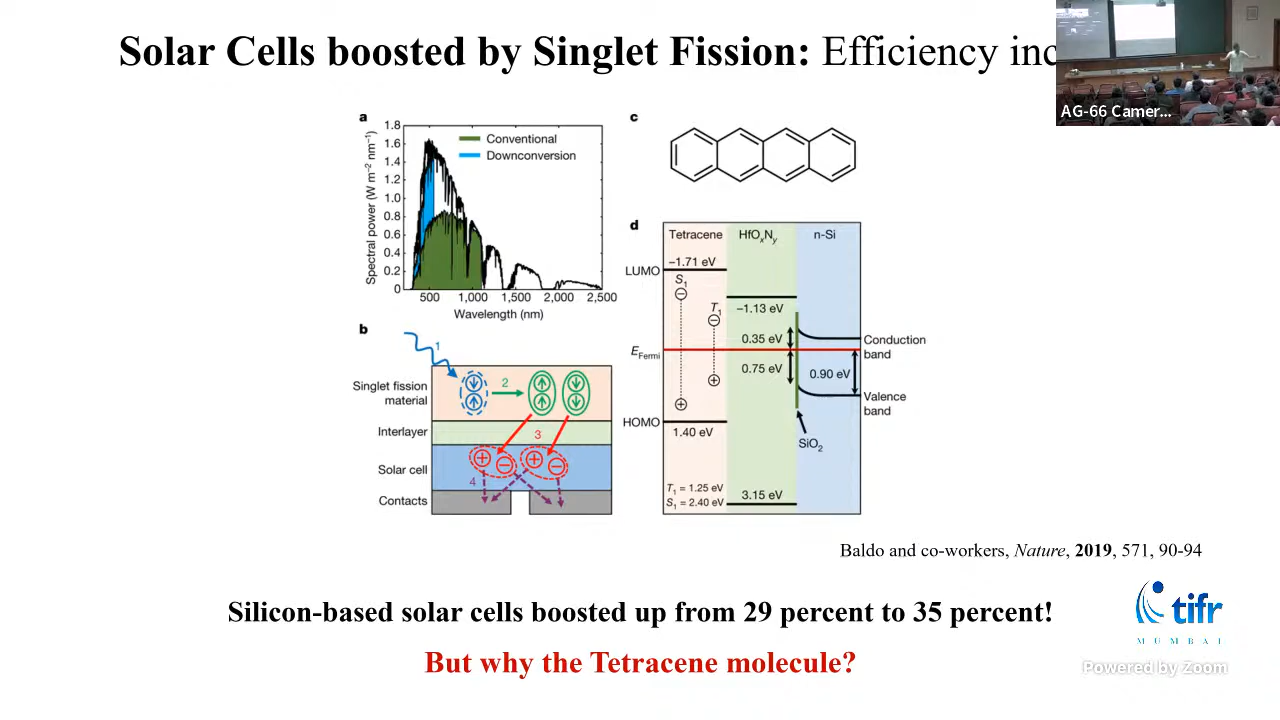 Solar Cells boosted by Singlet Fission: Efficiency inc
AG-66 Camer...
a
1.8
1.6
1.4
1.2
1.0
0.8
0.6
0.4
0.2
0
Spectral power (W m⁻² nm⁻¹)
Conventional
Downconversion
500 1,000 1,500 2,000 2,500
Wavelength (nm)
b
1
2
3
4
Singlet fission
material
Interlayer
Solar cell
Contacts
c
d
Tetracene HfOₓNᵧ n-Si
−1.71 eV
LUMO
S₁
T₁
−1.13 eV
0.35 eV
Conduction
band
E_Fermi
0.75 eV
0.90 eV
Valence
band
HOMO
1.40 eV
SiO₂
T₁ = 1.25 eV
S₁ = 2.40 eV
3.15 eV
Baldo and co-workers, Nature, 2019, 571, 90-94
Silicon-based solar cells boosted up from 29 percent to 35 percent!
But why the Tetracene molecule?
tifr
MUMBAI
Powered by Zoom